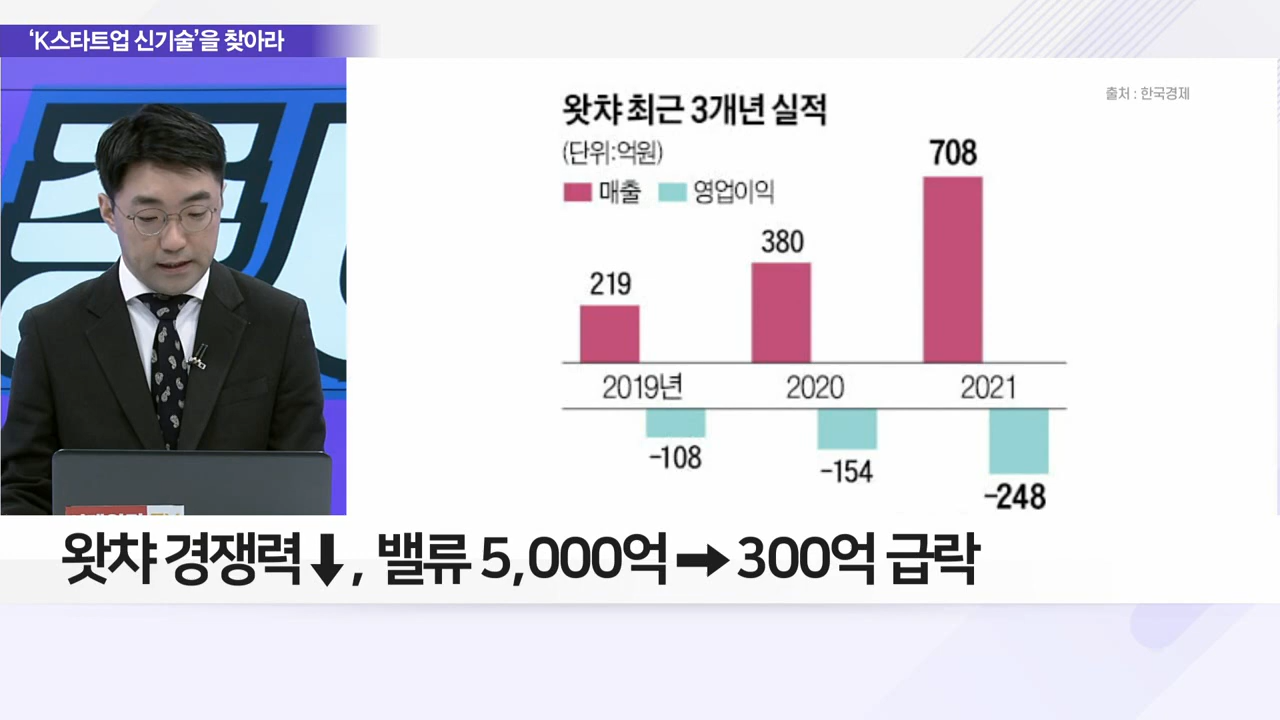 ‘K스타트업 신기술’을 찾아라
왓챠 최근 3개년 실적
출처 : 한국경제
(단위:억원)
매출 영업이익
219
380
708
2019년 2020 2021
-108
-154
-248
왓챠 경쟁력⬇, 밸류 5,000억➡300억 급락